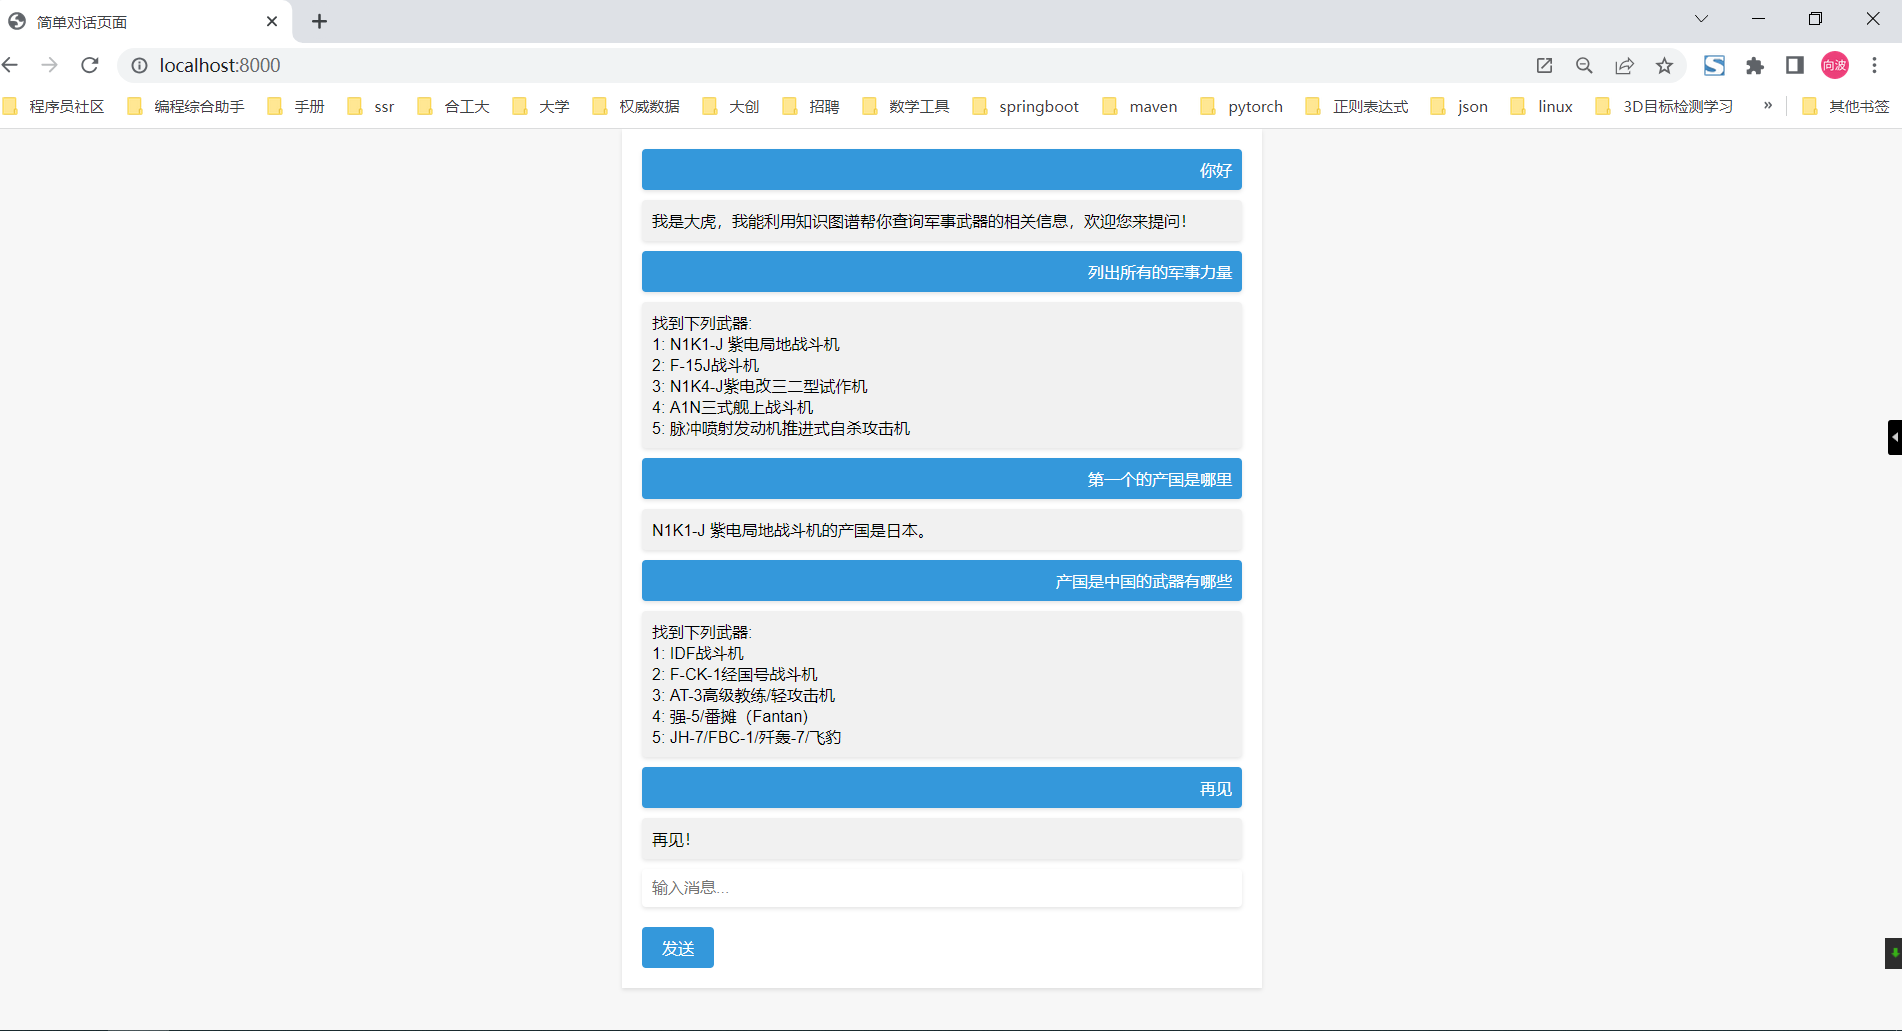 简单对话页面
localhost:8000
向波
程序员社区
编程综合助手
手册
ssr
合工大
大学
权威数据
大创
招聘
数学工具
springboot
maven
pytorch
正则表达式
json
linux
3D目标检测学习
»
其他书签
你好
我是大虎，我能利用知识图谱帮你查询军事武器的相关信息，欢迎您来提问！
列出所有的军事力量
找到下列武器:
1: N1K1-J 紫电局地战斗机
2: F-15J战斗机
3: N1K4-J紫电改三二型试作机
4: A1N三式舰上战斗机
5: 脉冲喷射发动机推进式自杀攻击机
第一个的产国是哪里
N1K1-J 紫电局地战斗机的产国是日本。
产国是中国的武器有哪些
找到下列武器:
1: IDF战斗机
2: F-CK-1经国号战斗机
3: AT-3高级教练/轻攻击机
4: 强-5/番摊（Fantan）
5: JH-7/FBC-1/歼轰-7/飞豹
再见
再见！
输入消息...
发送